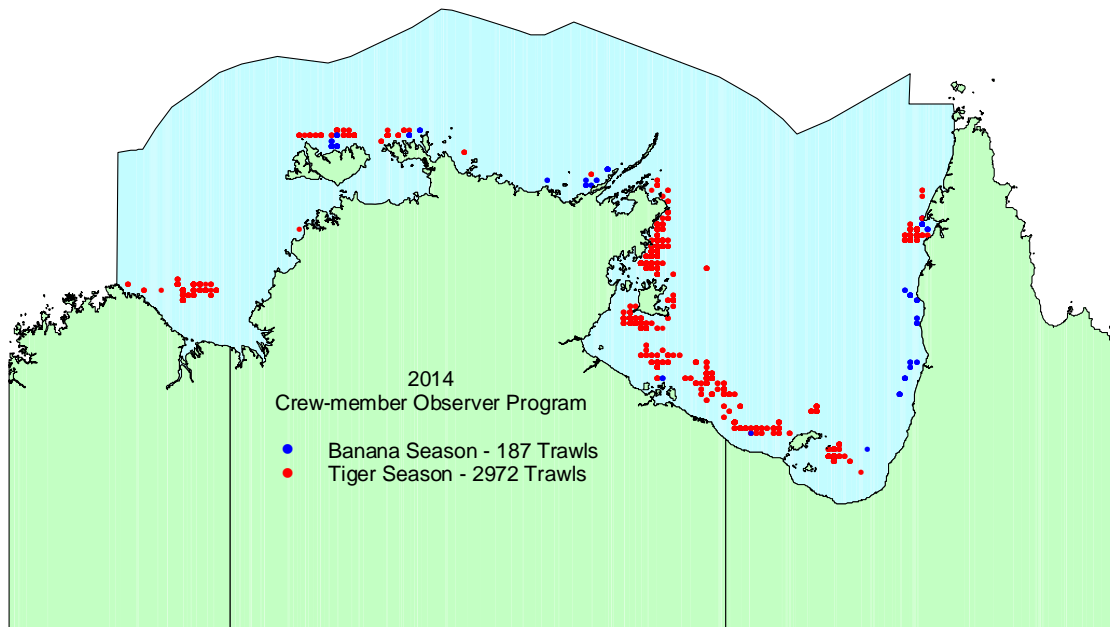 2014
Crew-member Observer Program
Banana Season - 187 Trawls
Tiger Season - 2972 Trawls